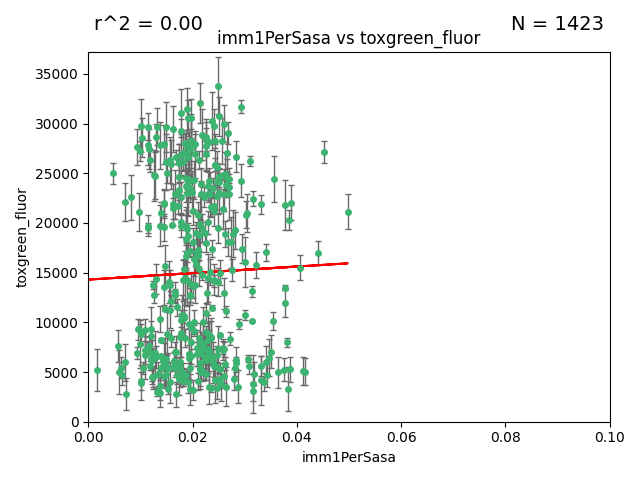 r^2 = 0.00
N = 1423
imm1PerSasa vs toxgreen_fluor
35000
30000
25000
20000
15000
10000
5000
0
toxgreen_fluor
0.00
0.02
0.04
0.06
0.08
0.10
imm1PerSasa